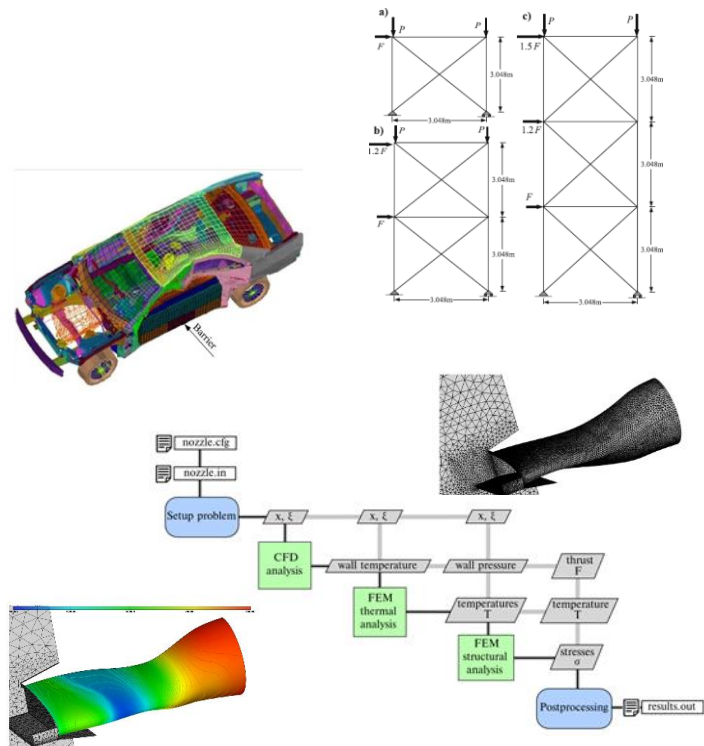 a)
P
P
F
3.048m
3.048m
b)
P
P
1.2F
3.048m
F
3.048m
3.048m
c)
P
P
1.5F
3.048m
1.2F
3.048m
F
3.048m
3.048m
Barrier
nozzle.cfg
nozzle.in
Setup problem
x, ξ
x, ξ
x, ξ
CFD
analysis
wall temperature
wall pressure
thrust
F
FEM
thermal
analysis
temperatures
T
temperature
T
FEM
structural
analysis
stresses
σ
Postprocessing
results.out